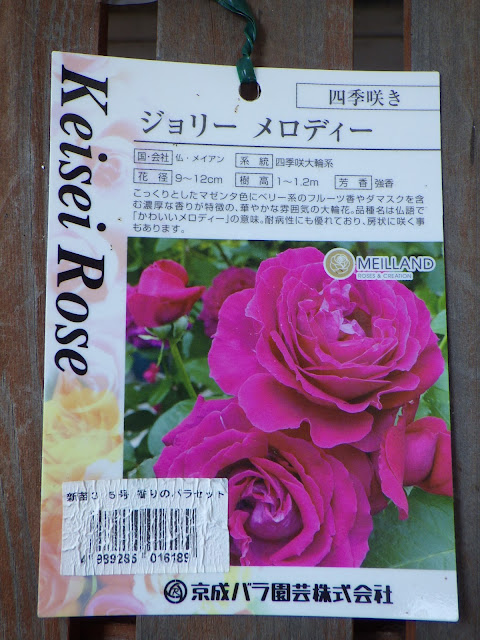 Keisei Rose
四季咲き
ジョリー メロディー
国・会社 仏・メイアン 系統 四季咲大輪系
花径 9～12cm 樹高 1～1.2m 芳香 強香
こっくりとしたマゼンタ色にベリー系のフルーツ香やダマスクを含
む濃厚な香りが特徴の、華やかな雰囲気の大輪花。品種名は仏語で
「かわいいメロディー」の意味。耐病性にも優れており、房状に咲く事
もあります。
MEILLAND
ROSES & CREATION
新苗3.5号 香りのバラセット
4 989285 016189
京成バラ園芸株式会社